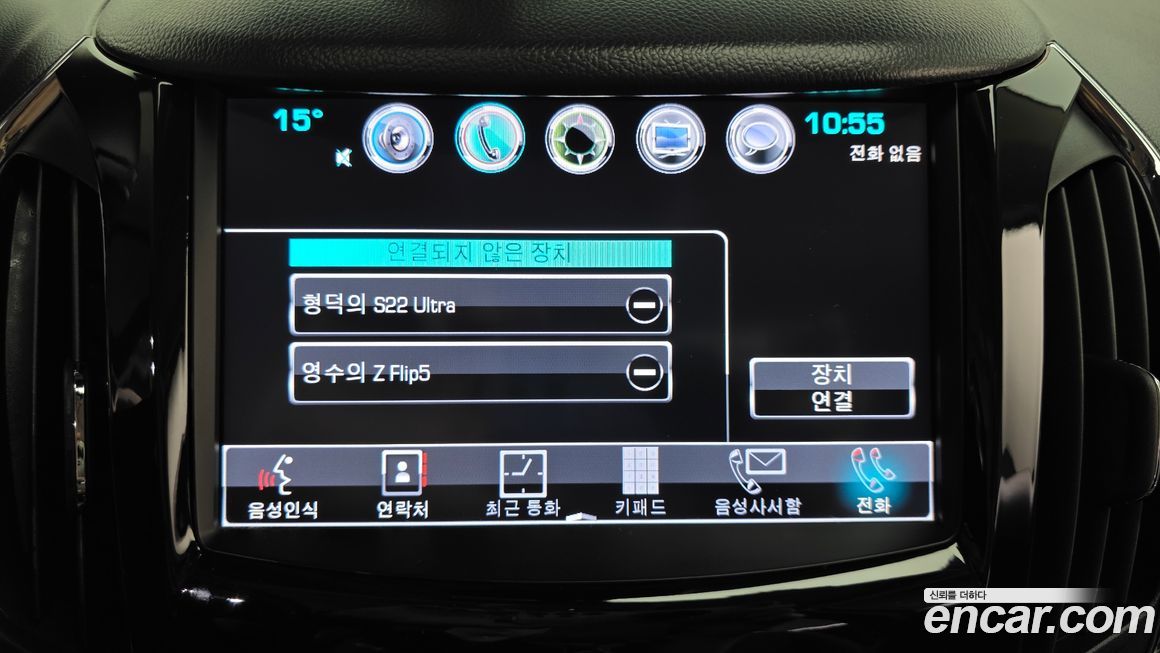 15°
10:55
전화 없음
연결되지 않은 장치
형덕의 S22 Ultra
영수의 Z Flip5
장치
연결
음성인식
연락처
최근 통화
키패드
음성사서함
전화
신뢰를 더하다
encar.com